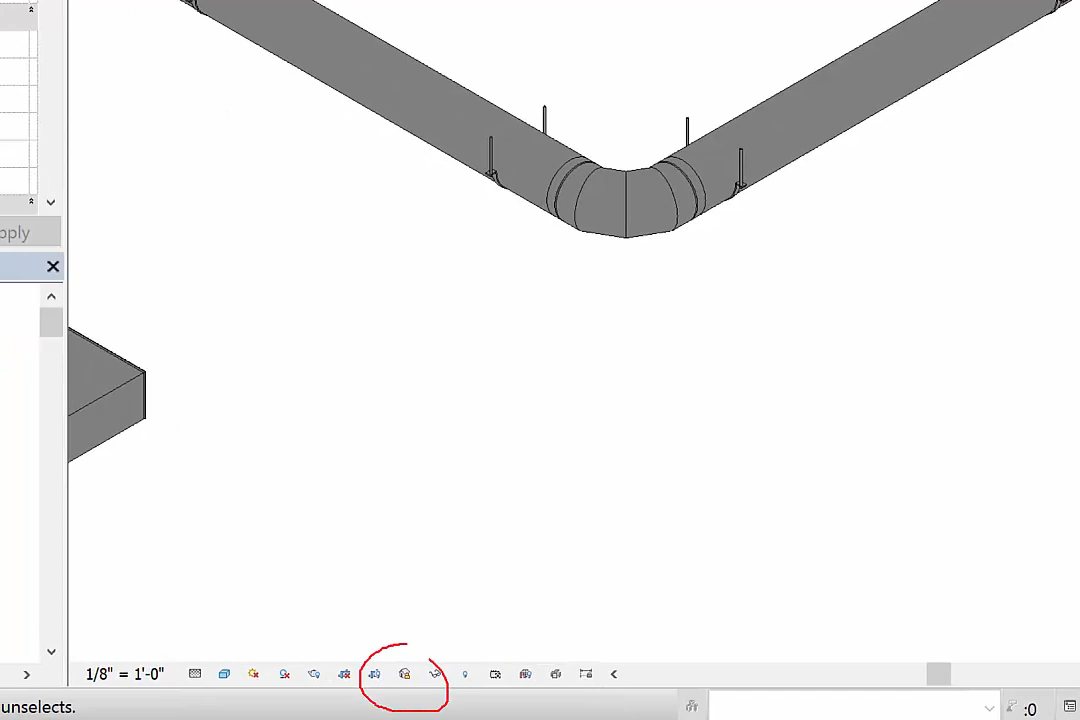 pply
1/8" = 1'-0"
unselects.
:0